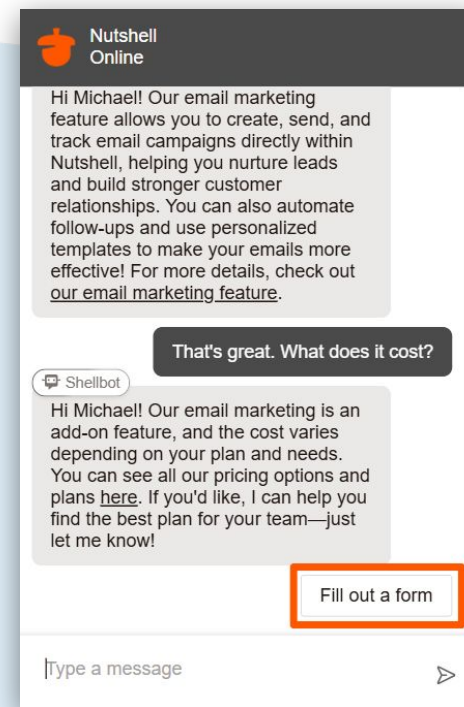 Nutshell
Online
Hi Michael! Our email marketing
feature allows you to create, send, and
track email campaigns directly within
Nutshell, helping you nurture leads
and build stronger customer
relationships. You can also automate
follow-ups and use personalized
templates to make your emails more
effective! For more details, check out
our email marketing feature.
That's great. What does it cost?
Shellbot
Hi Michael! Our email marketing is an
add-on feature, and the cost varies
depending on your plan and needs.
You can see all our pricing options and
plans here. If you'd like, I can help you
find the best plan for your team—just
let me know!
Fill out a form
Type a message